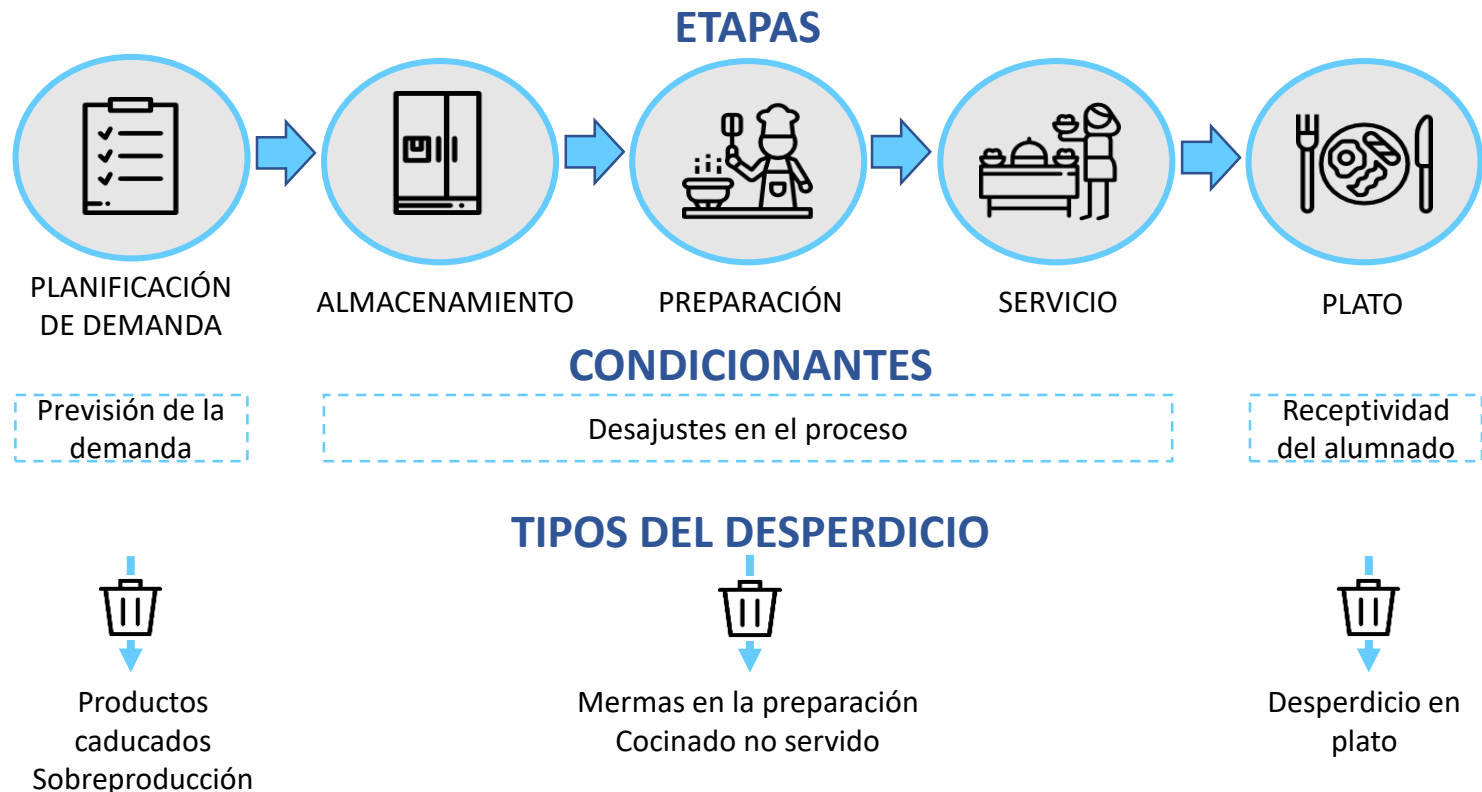 ETAPAS
PLANIFICACIÓN
DE DEMANDA
ALMACENAMIENTO
PREPARACIÓN
SERVICIO
PLATO
CONDICIONANTES
Previsión de la
demanda
Desajustes en el proceso
Receptividad
del alumnado
TIPOS DEL DESPERDICIO
Productos
caducados
Sobreproducción
Mermas en la preparación
Cocinado no servido
Desperdicio en
plato